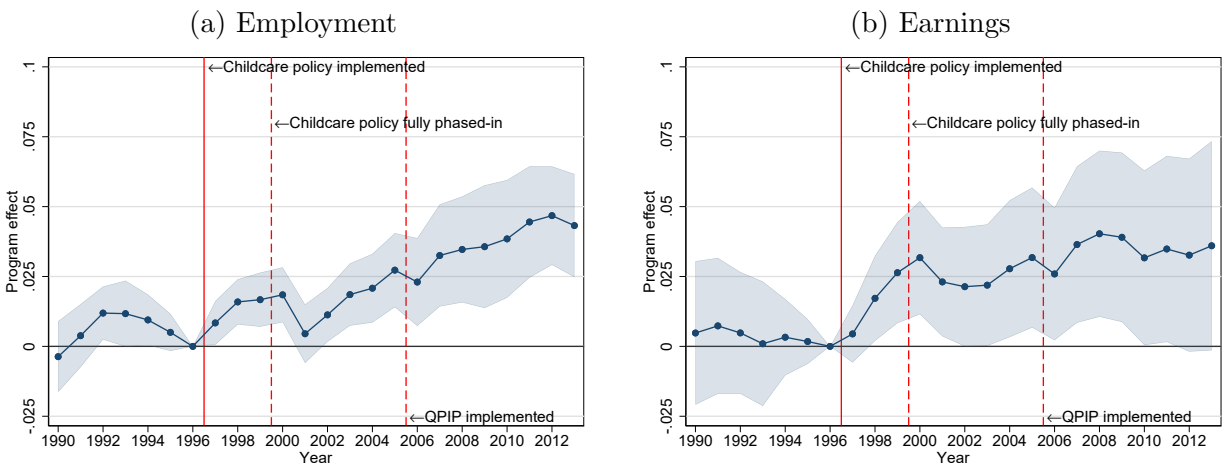 (a) Employment
.1
.075
.05
.025
0
-.025
Program effect
←Childcare policy implemented
←Childcare policy fully phased-in
←QPIP implemented
1990 1992 1994 1996 1998 2000 2002 2004 2006 2008 2010 2012
Year
(b) Earnings
.1
.075
.05
.025
0
-.025
Program effect
←Childcare policy implemented
←Childcare policy fully phased-in
←QPIP implemented
1990 1992 1994 1996 1998 2000 2002 2004 2006 2008 2010 2012
Year